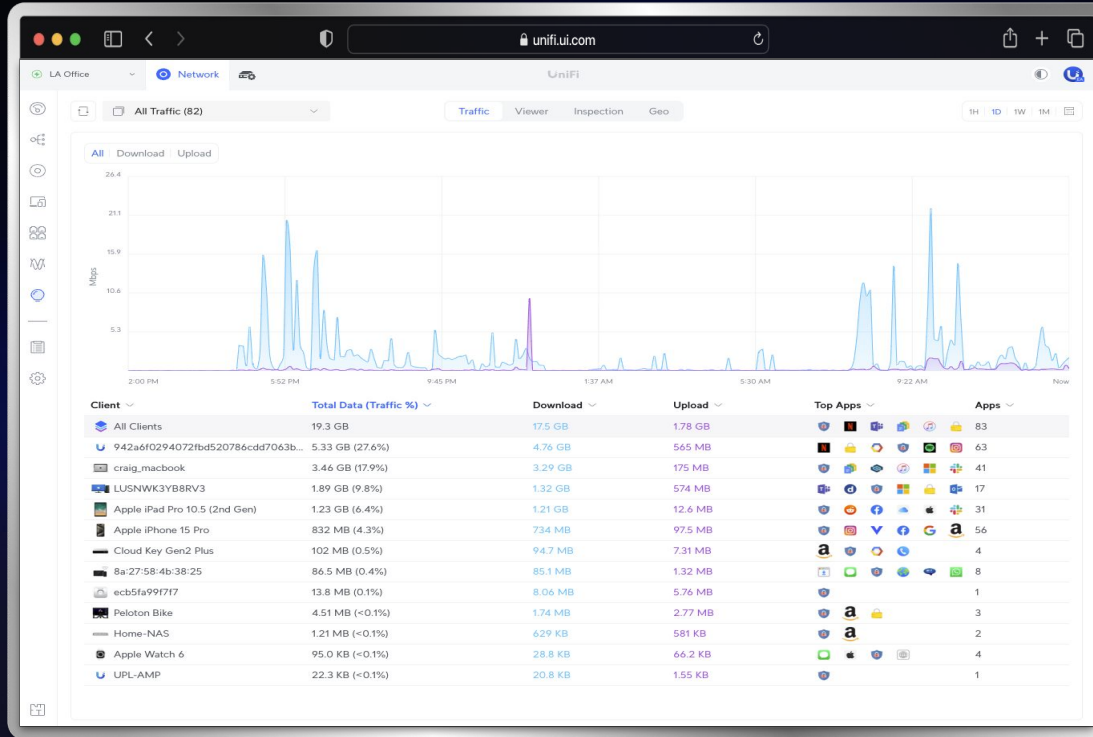 unifi.ui.com
LA Office Network UniFi
All Traffic (82) Traffic Viewer Inspection Geo 1H 1D 1W 1M
All Download Upload
26.4
21.1
15.9
10.6
5.3
Mbps
2:00 PM 5:52 PM 9:45 PM 1:37 AM 5:30 AM 9:22 AM Now
Client Total Data (Traffic %) Download Upload Top Apps Apps
All Clients 19.3 GB 17.5 GB 1.78 GB 83
942a6f0294072fbd520786cdd7063b... 5.33 GB (27.6%) 4.76 GB 565 MB 63
craig_macbook 3.46 GB (17.9%) 3.29 GB 175 MB 41
LUSNWK3YB8RV3 1.89 GB (9.8%) 1.32 GB 574 MB 17
Apple iPad Pro 10.5 (2nd Gen) 1.23 GB (6.4%) 1.21 GB 12.6 MB 31
Apple iPhone 15 Pro 832 MB (4.3%) 734 MB 97.5 MB 56
Cloud Key Gen2 Plus 102 MB (0.5%) 94.7 MB 7.31 MB 4
8a:27:58:4b:38:25 86.5 MB (0.4%) 85.1 MB 1.32 MB 8
ecb5fa99f7f7 13.8 MB (0.1%) 8.06 MB 5.76 MB 1
Peloton Bike 4.51 MB (<0.1%) 1.74 MB 2.77 MB 3
Home-NAS 1.21 MB (<0.1%) 629 KB 581 KB 2
Apple Watch 6 95.0 KB (<0.1%) 28.8 KB 66.2 KB 4
UPL-AMP 22.3 KB (<0.1%) 20.8 KB 1.55 KB 1